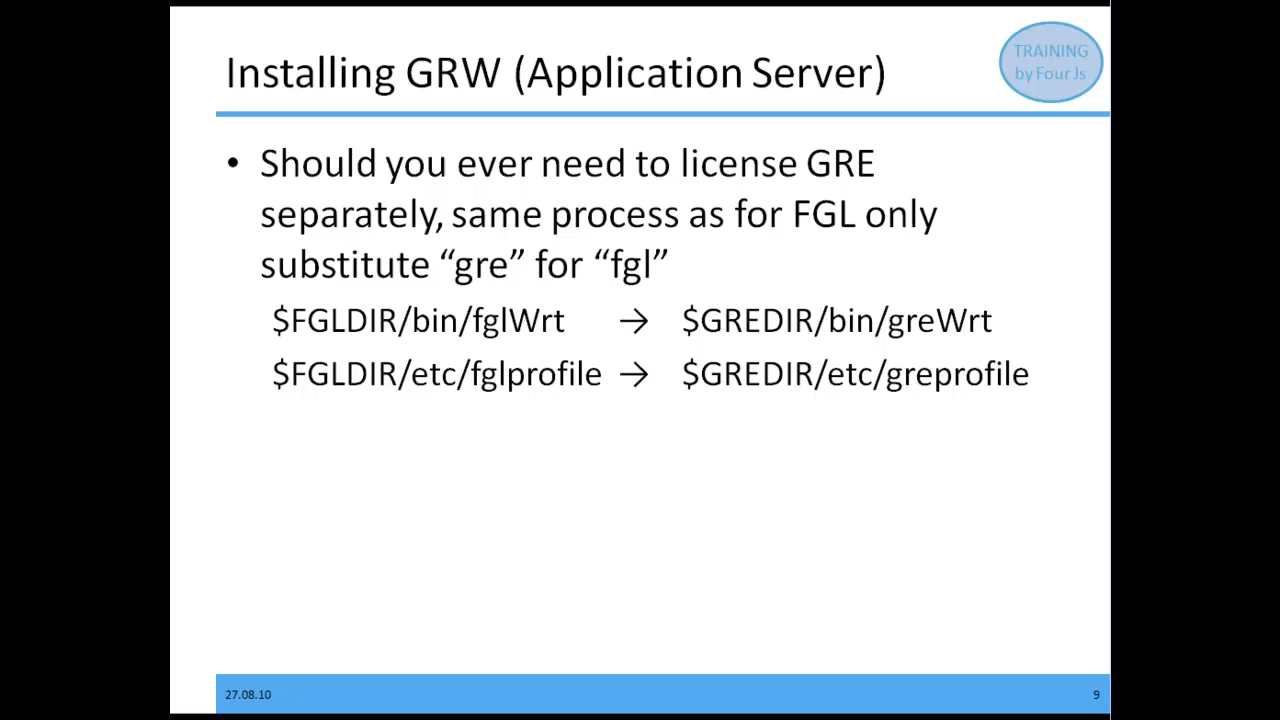 Installing GRW (Application Server)
TRAINING
by Four Js
• Should you ever need to license GRE
separately, same process as for FGL only
substitute “gre” for “fgl”
$FGLDIR/bin/fglWrt → $GREDIR/bin/greWrt
$FGLDIR/etc/fglprofile → $GREDIR/etc/greprofile
27.08.10
9